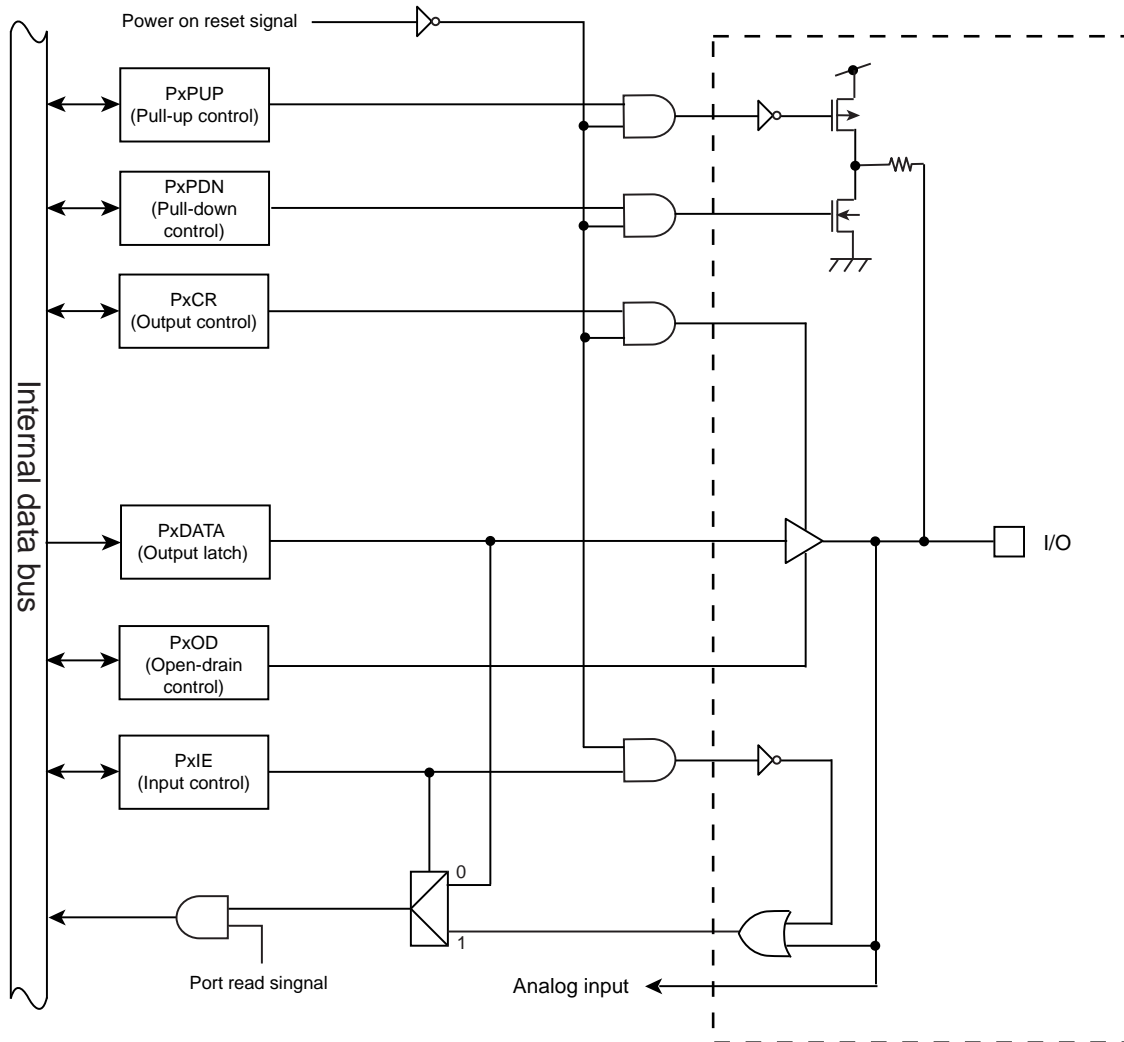 Power on reset signal
PxPUP
(Pull-up control)
PxPDN
(Pull-down
control)
PxCR
(Output control)
Internal data bus
PxDATA
(Output latch)
I/O
PxOD
(Open-drain
control)
PxIE
(Input control)
0
1
Port read singnal
Analog input